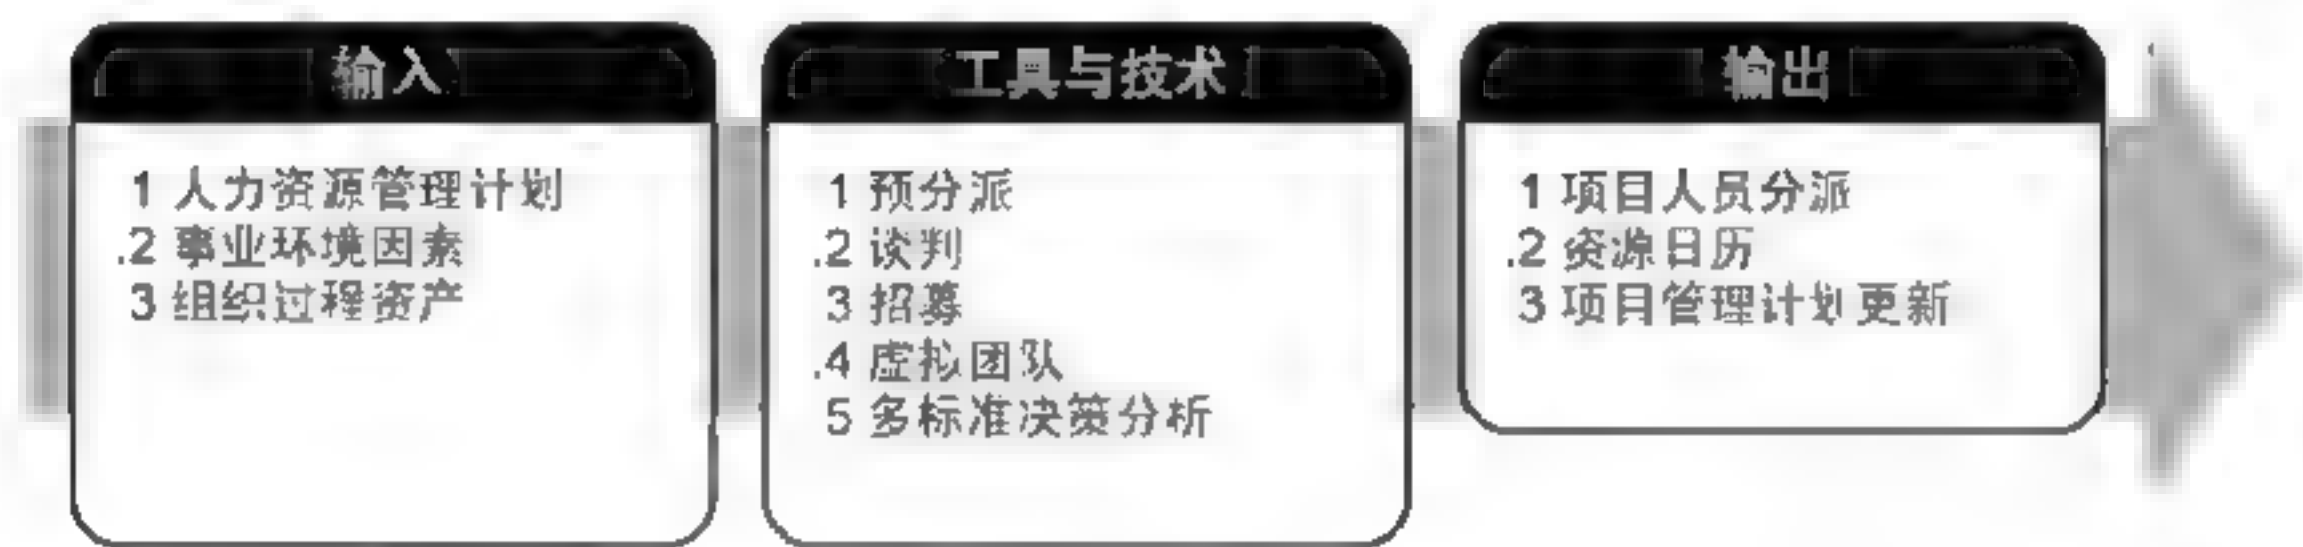 输入
1 人力资源管理计划
.2 事业环境因素
3 组织过程资产
工具与技术
1 预分派
.2 谈判
3 招募
.4 虚拟团队
5 多标准决策分析
输出
1 项目人员分派
.2 资源日历
3 项目管理计划更新